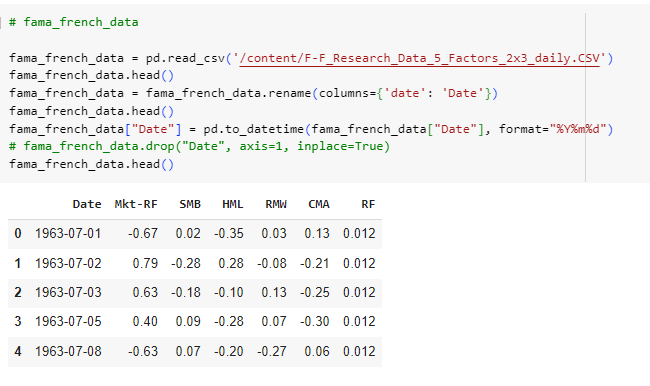 # fama_french_data
fama_french_data = pd.read_csv('/content/F-F_Research_Data_5_Factors_2x3_daily.CSV')
fama_french_data.head()
fama_french_data = fama_french_data.rename(columns={'date': 'Date'})
fama_french_data.head()
fama_french_data["Date"] = pd.to_datetime(fama_french_data["Date"], format="%Y%m%d")
# fama_french_data.drop("Date", axis=1, inplace=True)
fama_french_data.head()
Date Mkt-RF SMB HML RMW CMA RF
0 1963-07-01 -0.67 0.02 -0.35 0.03 0.13 0.012
1 1963-07-02 0.79 -0.28 0.28 -0.08 -0.21 0.012
2 1963-07-03 0.63 -0.18 -0.10 0.13 -0.25 0.012
3 1963-07-05 0.40 0.09 -0.28 0.07 -0.30 0.012
4 1963-07-08 -0.63 0.07 -0.20 -0.27 0.06 0.012